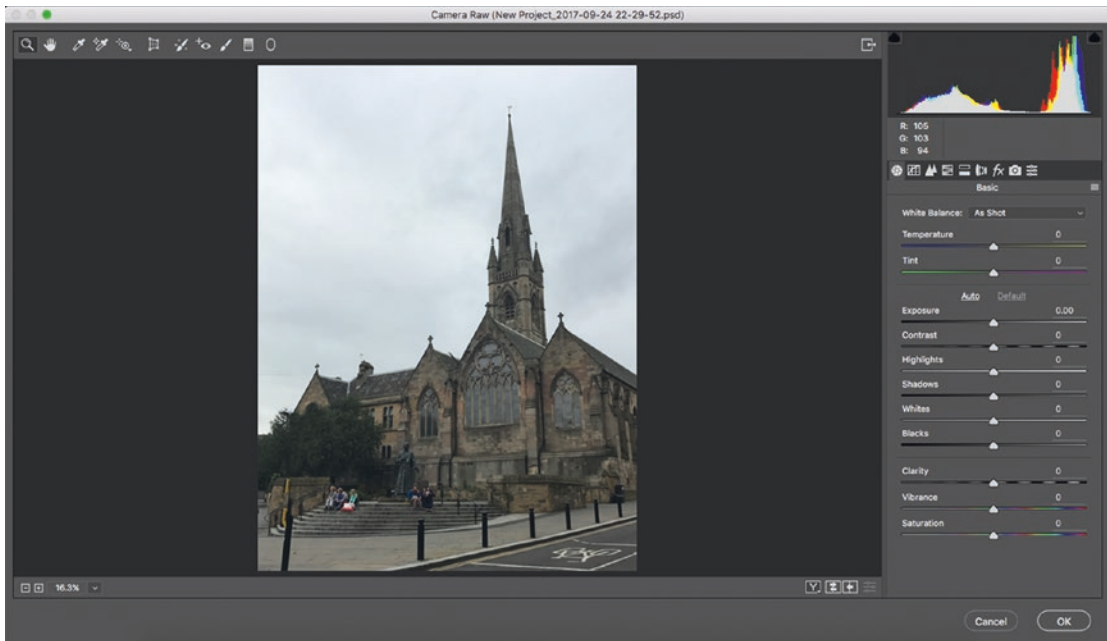 Camera Raw (New Project_2017-09-24 22-29-52.psd)
R: 105
G: 103
B: 94
fx
Basic
White Balance: As Shot
Temperature 0
Tint 0
Auto Default
Exposure 0.00
Contrast 0
Highlights 0
Shadows 0
Whites 0
Blacks 0
Clarity 0
Vibrance 0
Saturation 0
16.3%
Y
Cancel OK